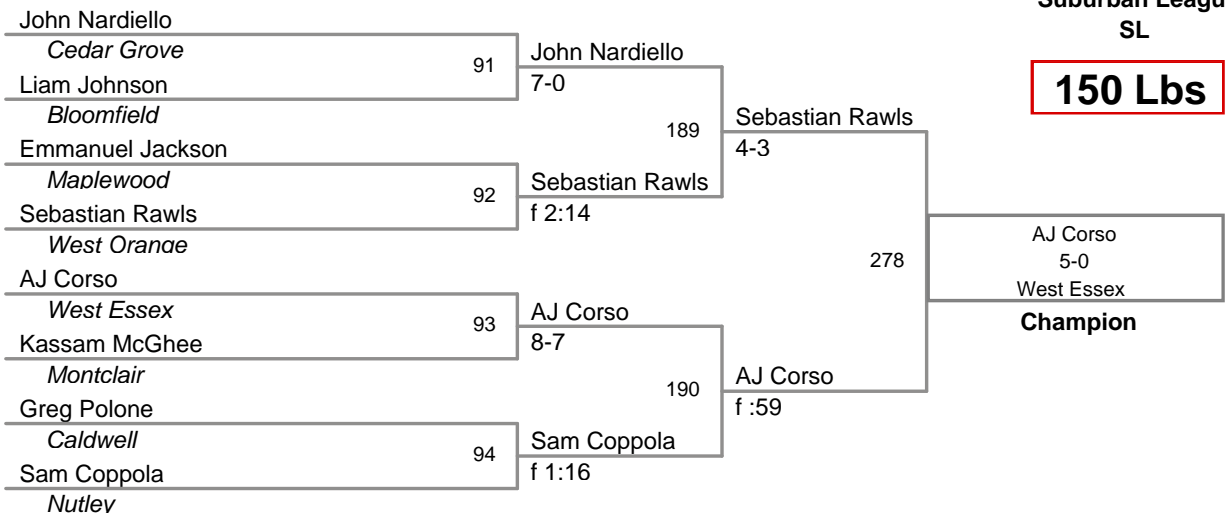 Suburban Leagu
SL
150 Lbs
John Nardiello
Cedar Grove
91
Liam Johnson
Bloomfield
Emmanuel Jackson
Maplewood
92
Sebastian Rawls
West Orange
AJ Corso
West Essex
93
Kassam McGhee
Montclair
Greg Polone
Caldwell
94
Sam Coppola
Nutley
John Nardiello
7-0
189
Sebastian Rawls
f 2:14
AJ Corso
8-7
190
Sam Coppola
f 1:16
Sebastian Rawls
4-3
278
AJ Corso
f :59
AJ Corso
5-0
West Essex
Champion